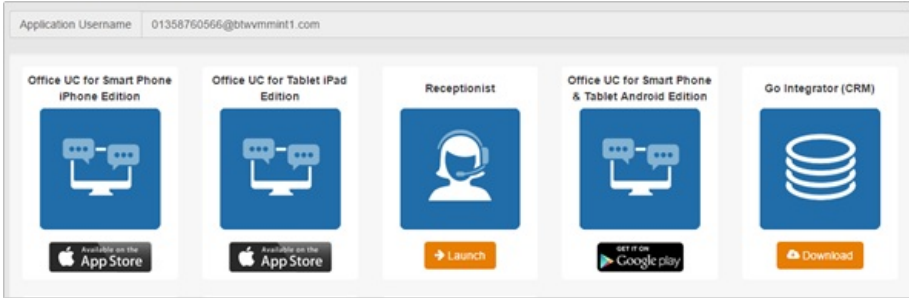 Application Username 01358760566@btwvmmint1.com
Office UC for Smart Phone
iPhone Edition
Available on the
App Store
Office UC for Tablet iPad
Edition
Available on the
App Store
Receptionist
Launch
Office UC for Smart Phone
& Tablet Android Edition
GET IT ON
Google play
Go Integrator (CRM)
Download